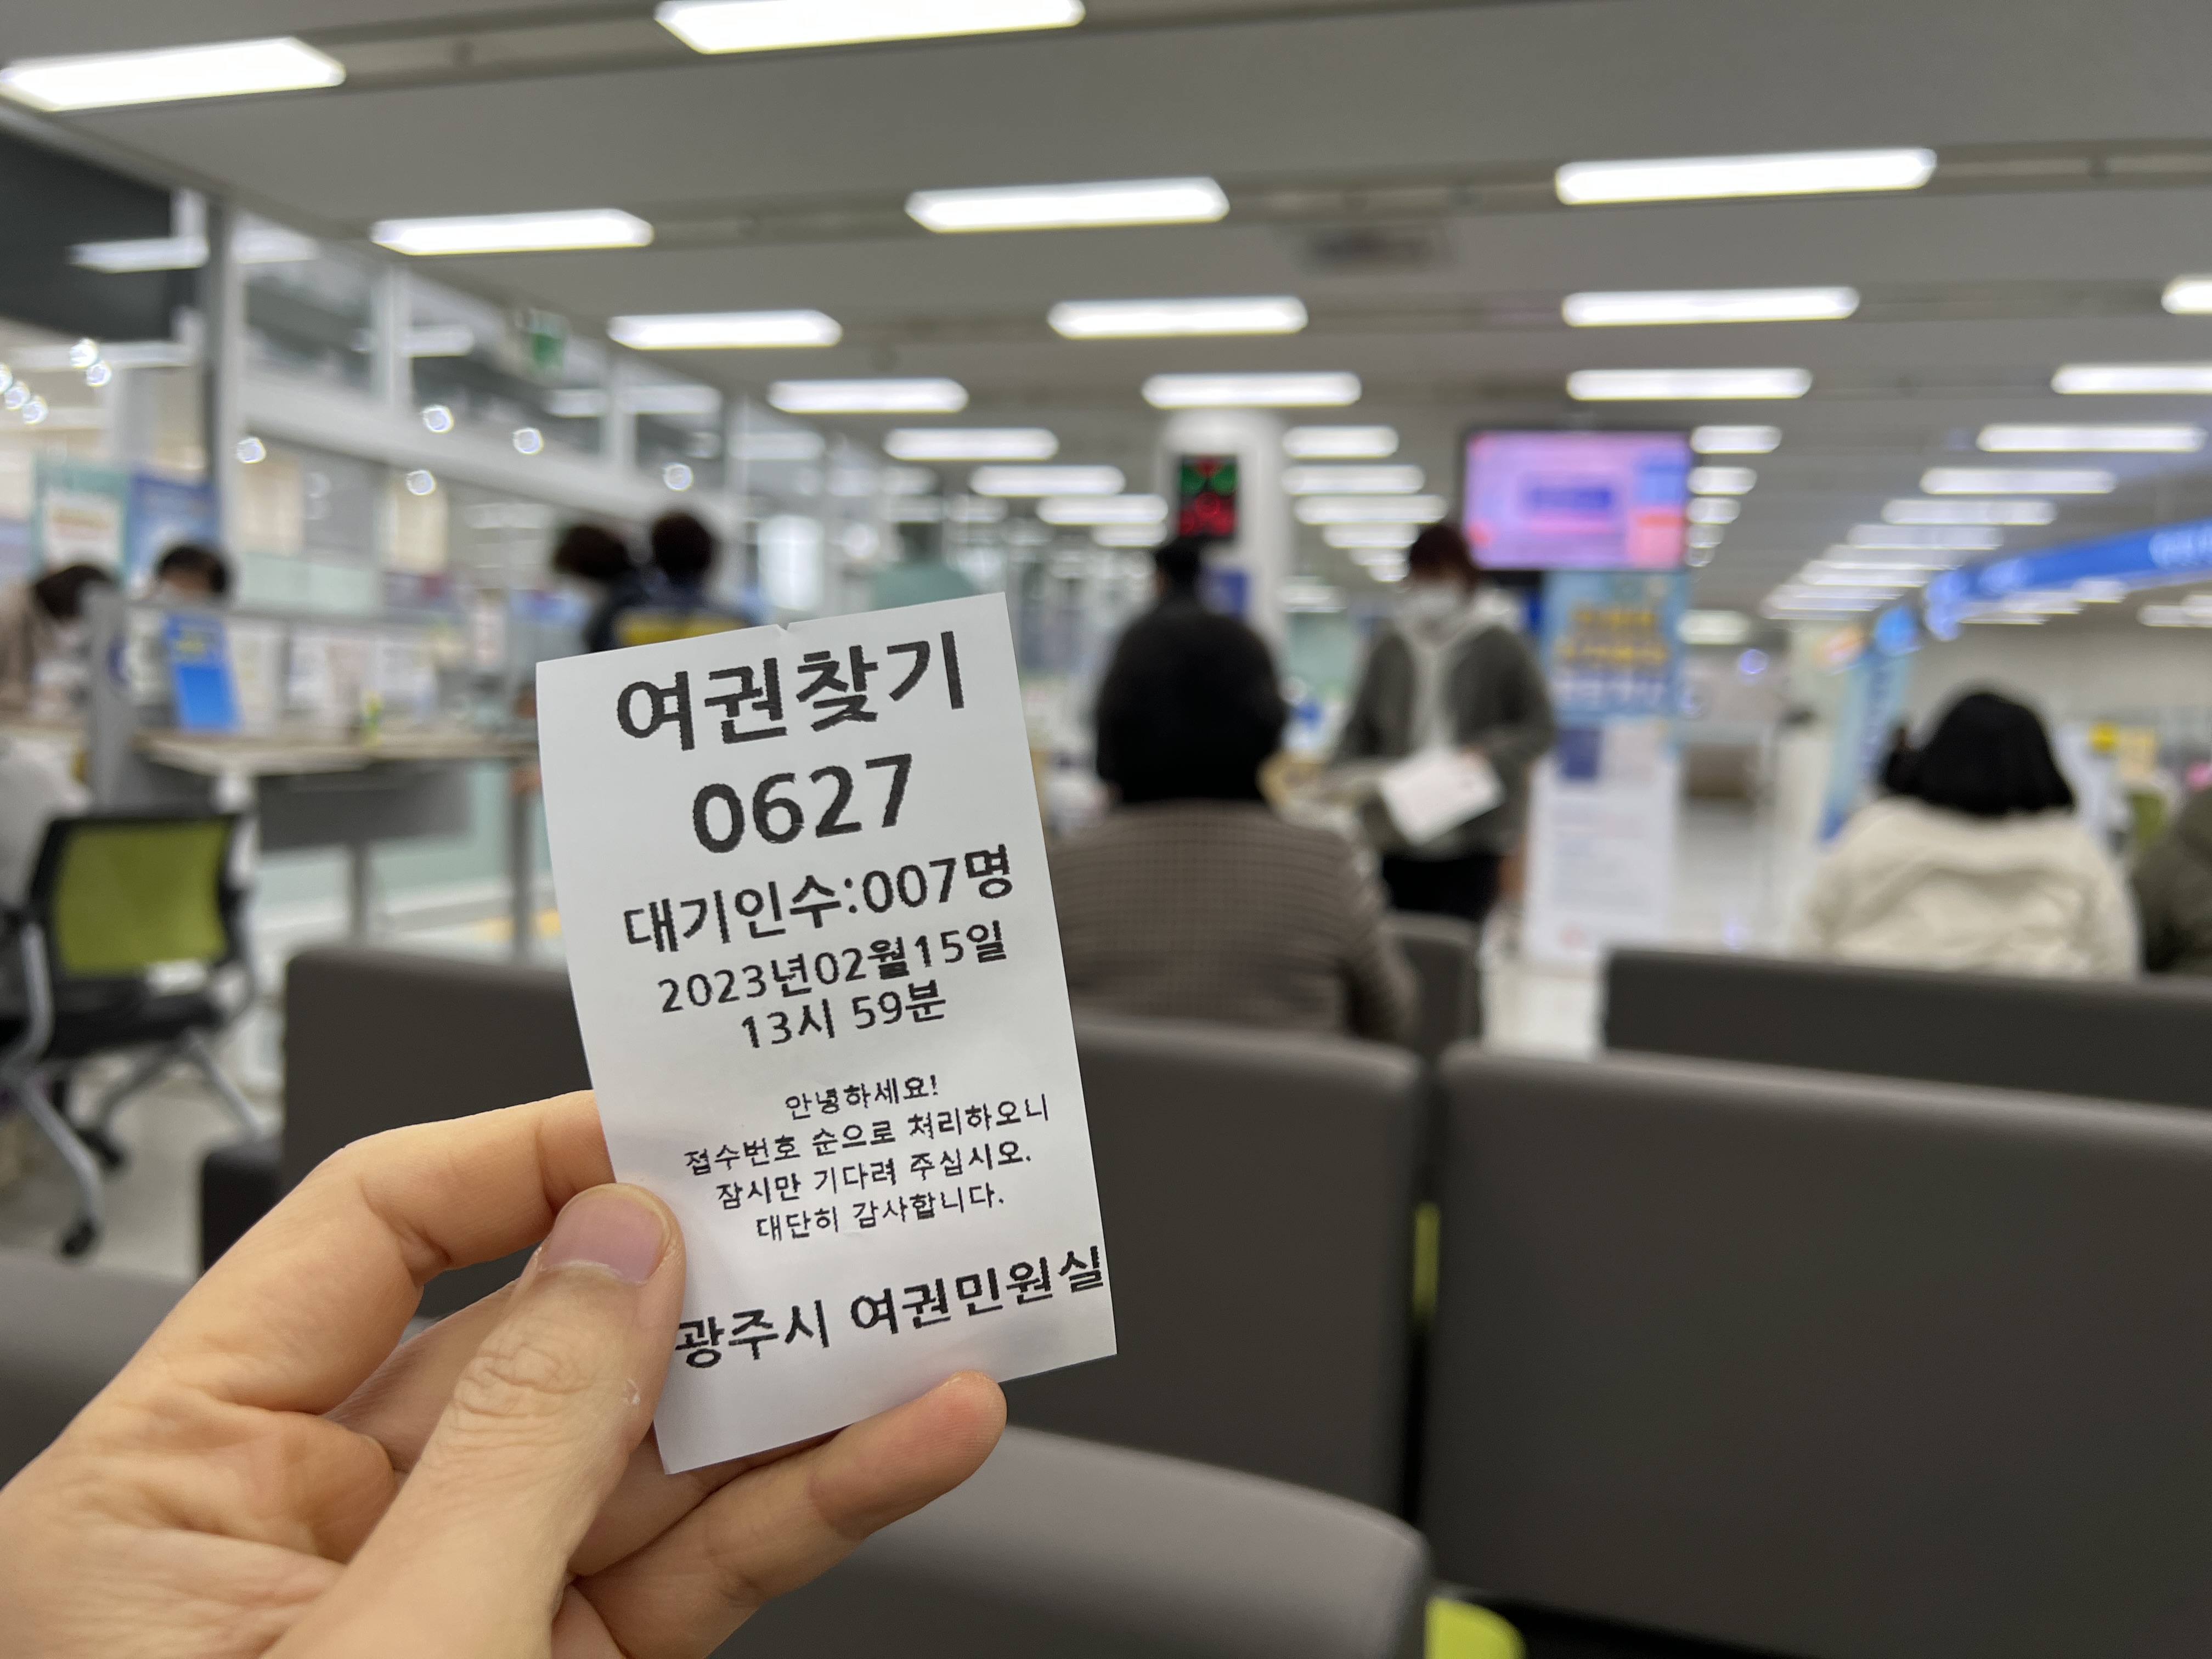 여권찾기
0627
대기인수:007명
2023년02월15일
13시 59분
안녕하세요!
접수번호 순으로 처리하오니
잠시만 기다려 주십시오.
대단히 감사합니다.
광주시 여권민원실